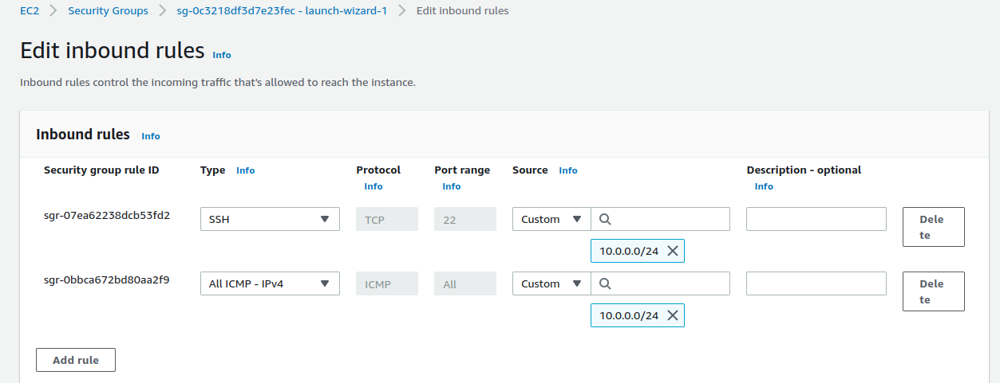 EC2 > Security Groups > sg-0c3218df3d7e23fec - launch-wizard-1 > Edit inbound rules
Edit inbound rules Info
Inbound rules control the incoming traffic that's allowed to reach the instance.
Inbound rules Info
Security group rule ID Type Info Protocol Info Port range Info Source Info Description - optional Info
sgr-07ea62238dcb53fd2 SSH TCP 22 Custom Delete
10.0.0.0/24
sgr-0bbca672bd80aa2f9 All ICMP - IPv4 ICMP All Custom Delete
10.0.0.0/24
Add rule